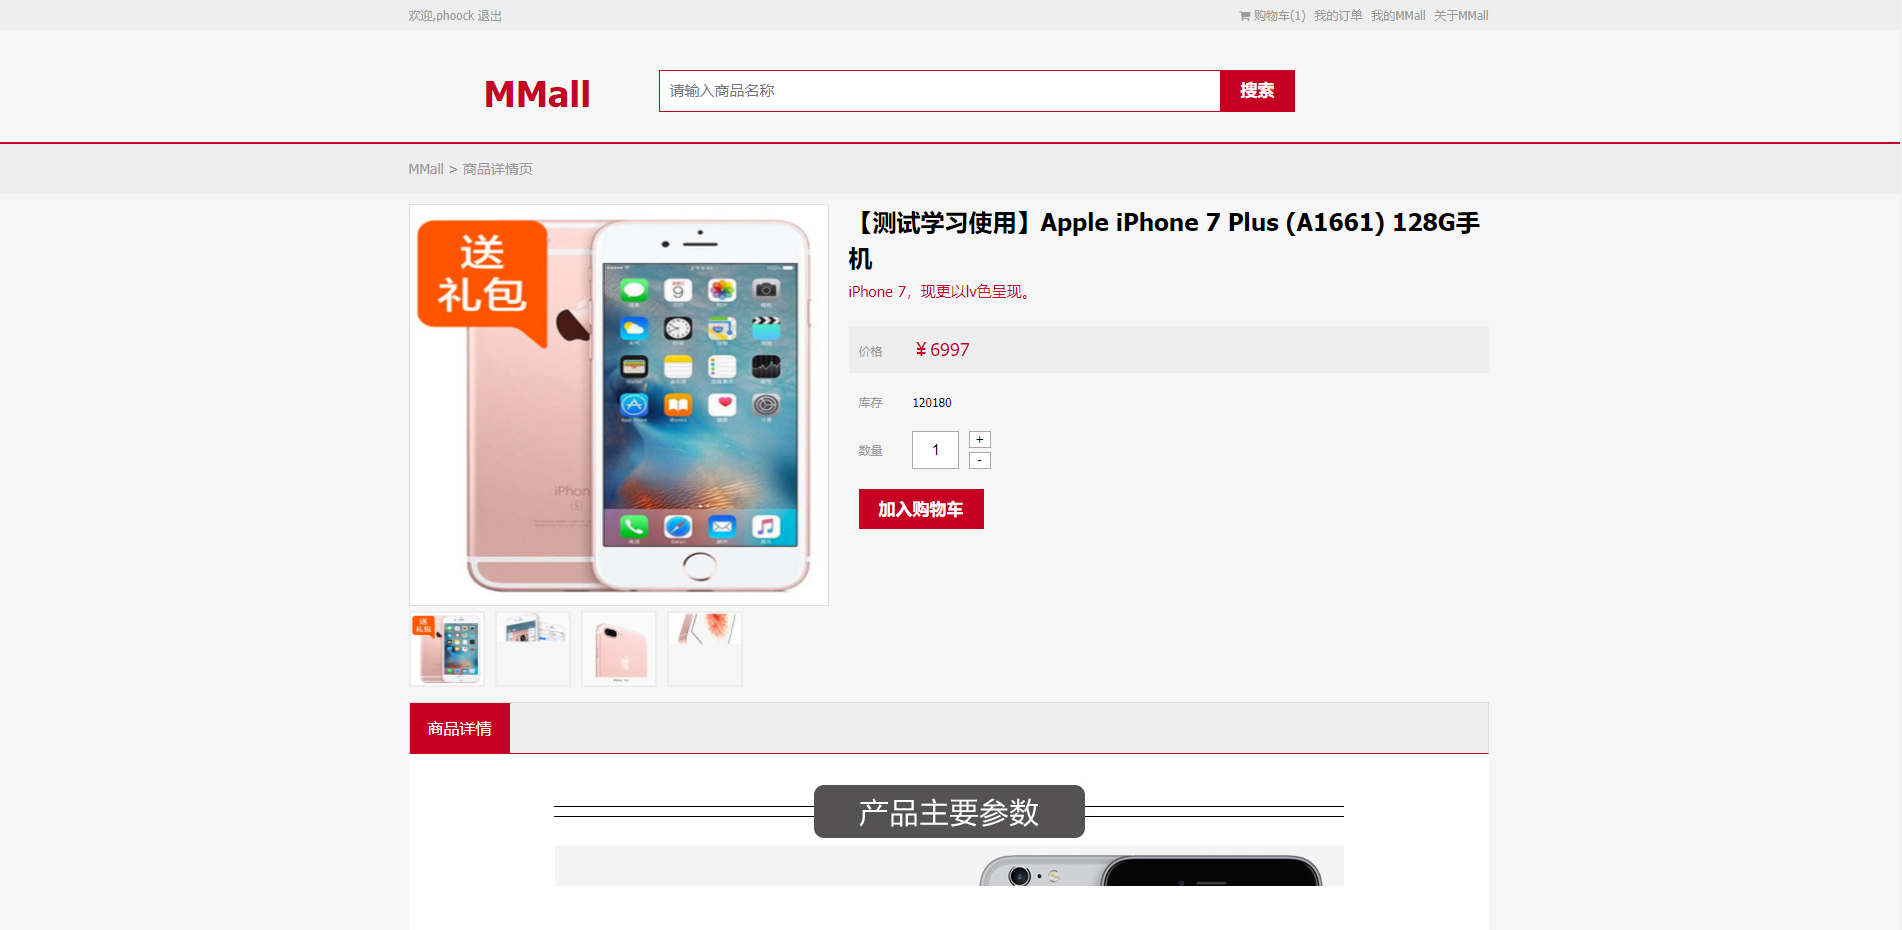 欢迎,phoock 退出
购物车(1) 我的订单 我的MMall 关于MMall
MMall
请输入商品名称
搜索
MMall > 商品详情页
送
礼包
【测试学习使用】Apple iPhone 7 Plus (A1661) 128G手
机
iPhone 7，现更以lv色呈现。
价格 ¥ 6997
库存 120180
数量 1 + -
加入购物车
iPhon
S
送
礼包
商品详情
产品主要参数